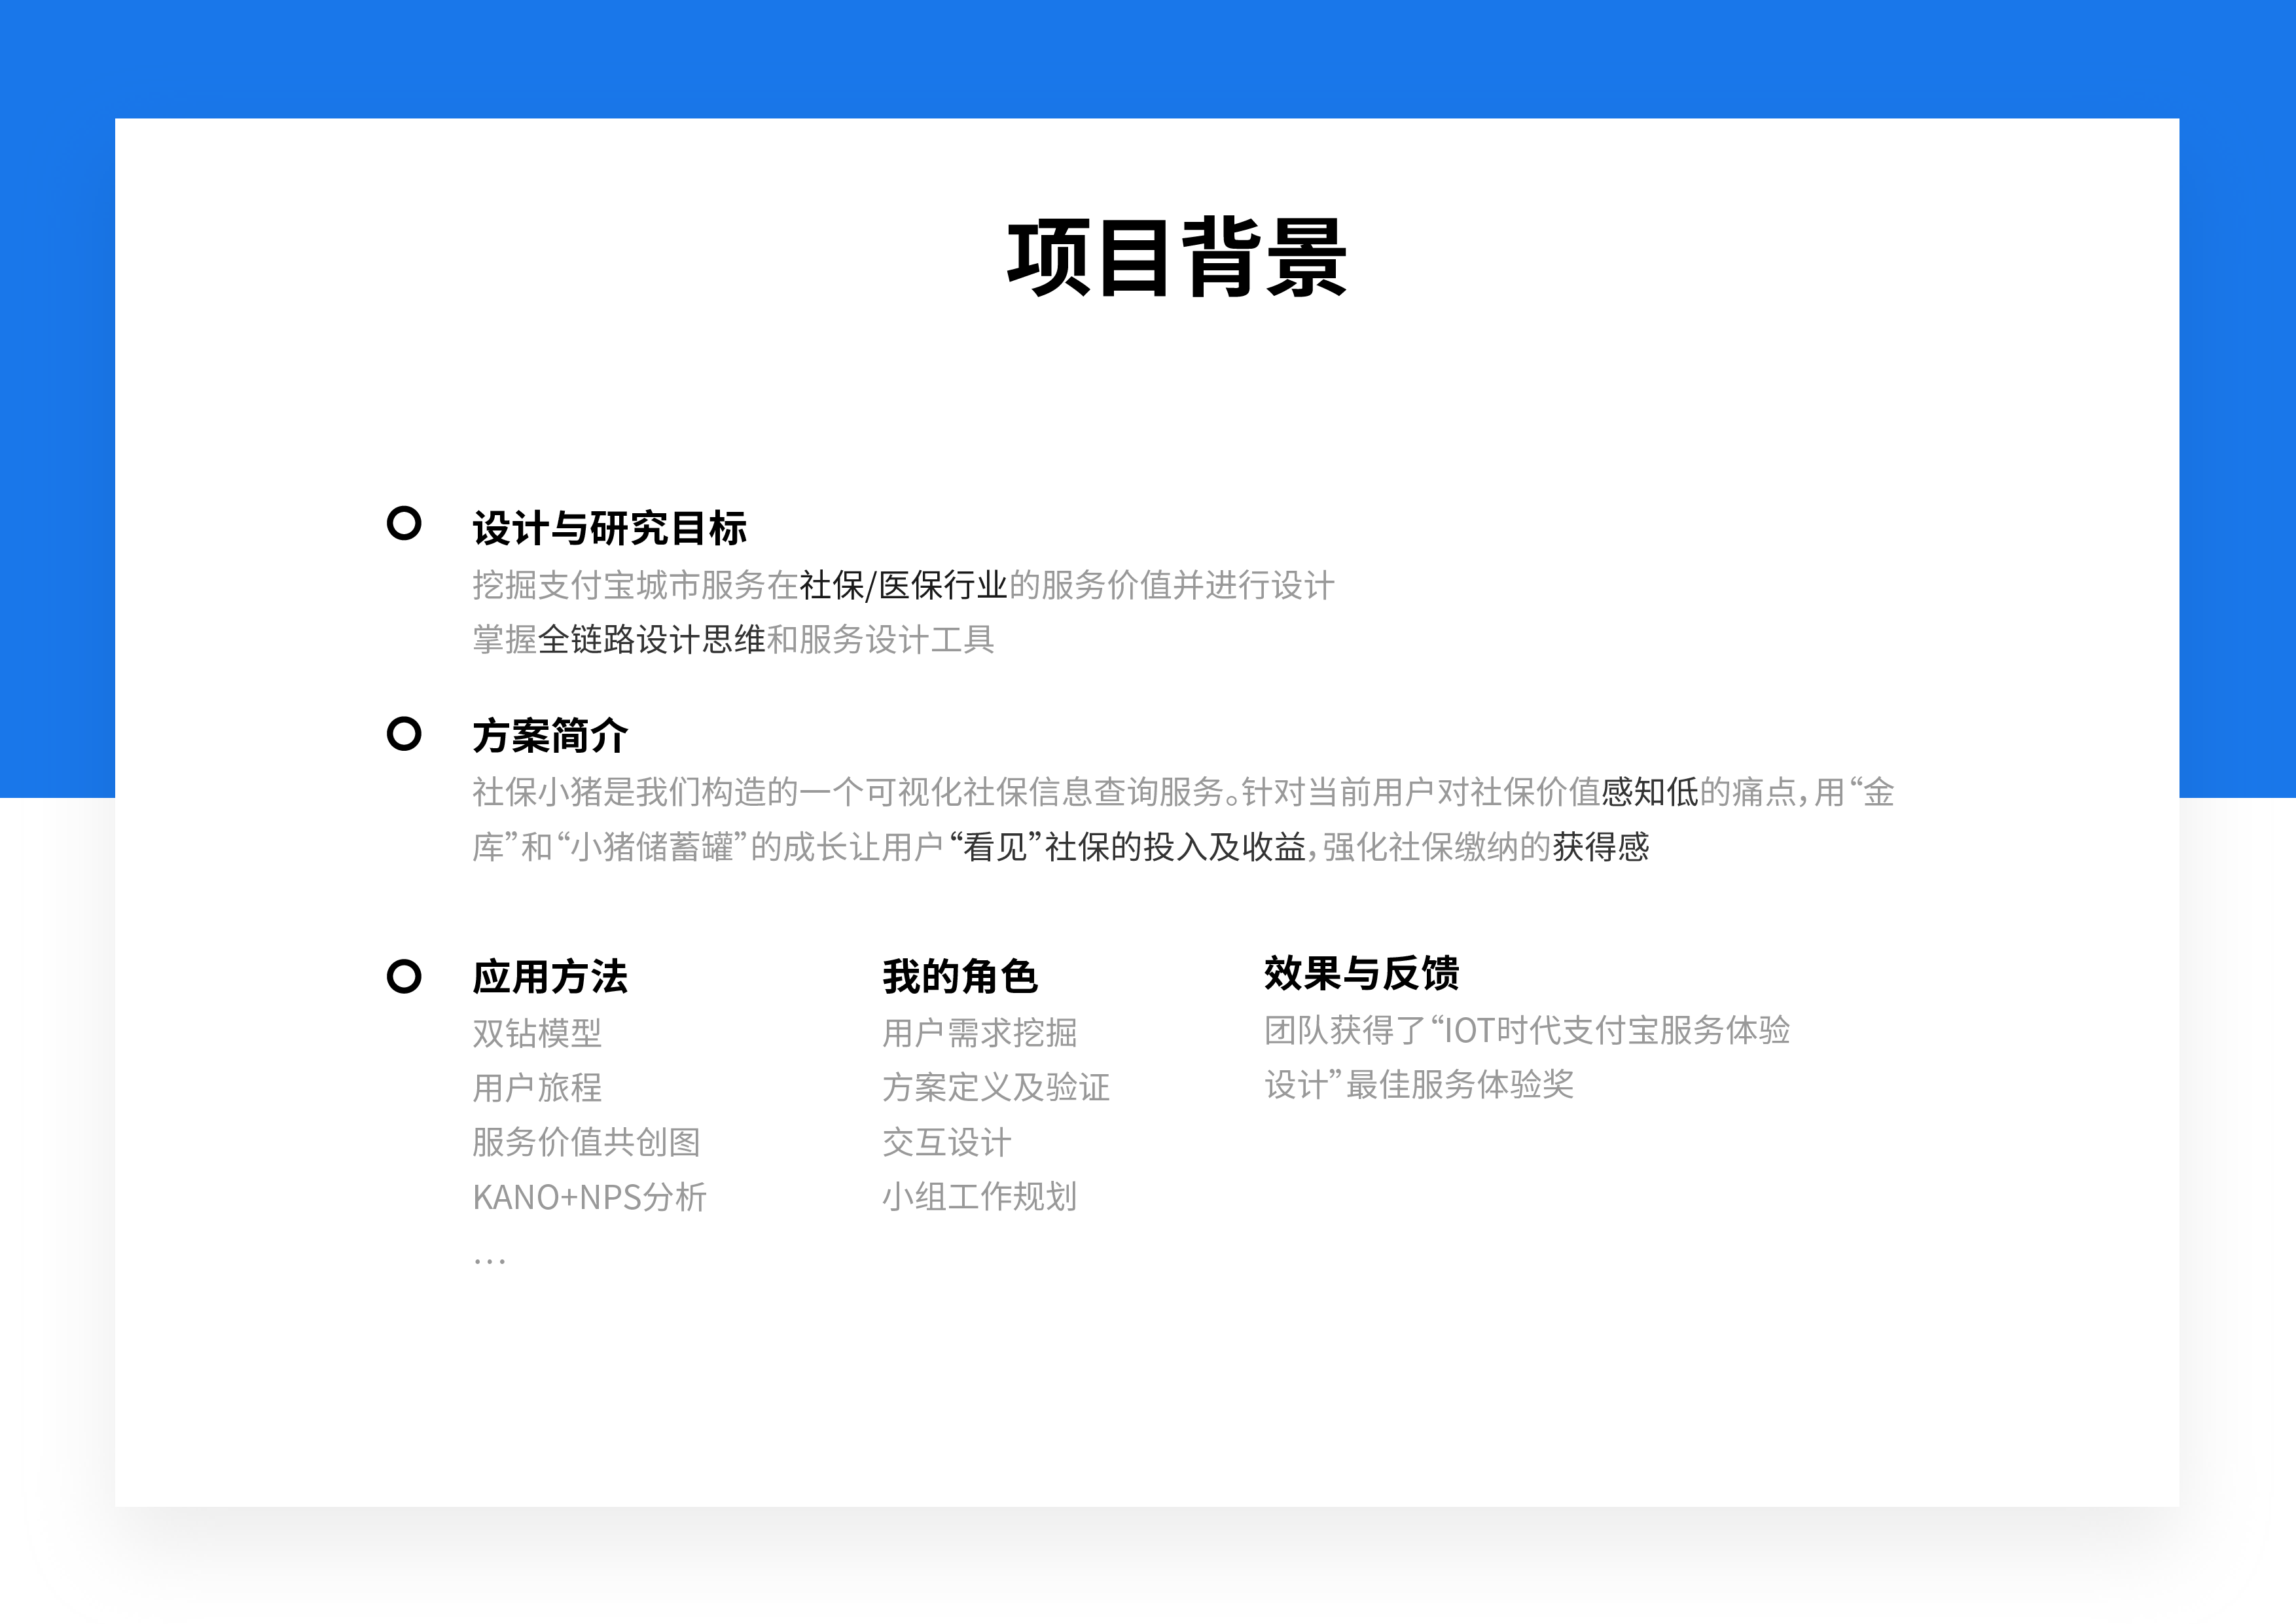 项目背景
设计与研究目标
挖掘支付宝城市服务在社保/医保行业的服务价值并进行设计
掌握全链路设计思维和服务设计工具
方案简介
社保小猪是我们构造的一个可视化社保信息查询服务。针对当前用户对社保价值感知低的痛点，用“金
库”和“小猪储蓄罐”的成长让用户“看见”社保的投入及收益，强化社保缴纳的获得感
应用方法
双钻模型
用户旅程
服务价值共创图
KANO+NPS分析
…
我的角色
用户需求挖掘
方案定义及验证
交互设计
小组工作规划
效果与反馈
团队获得了“IOT时代支付宝服务体验
设计”最佳服务体验奖